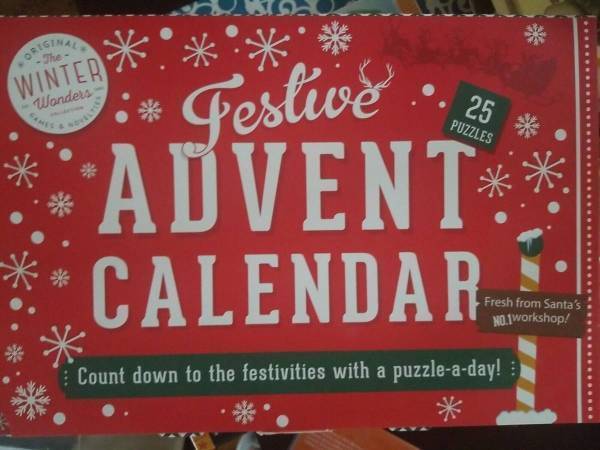 ORIGINAL
The
WINTER
Wonders
COLLECTION
GAMES & NOVELTIES
Festive
25
PUZZLES
ADVENT
CALENDAR
Fresh from Santa's
NO.1 workshop!
Count down to the festivities with a puzzle-a-day!